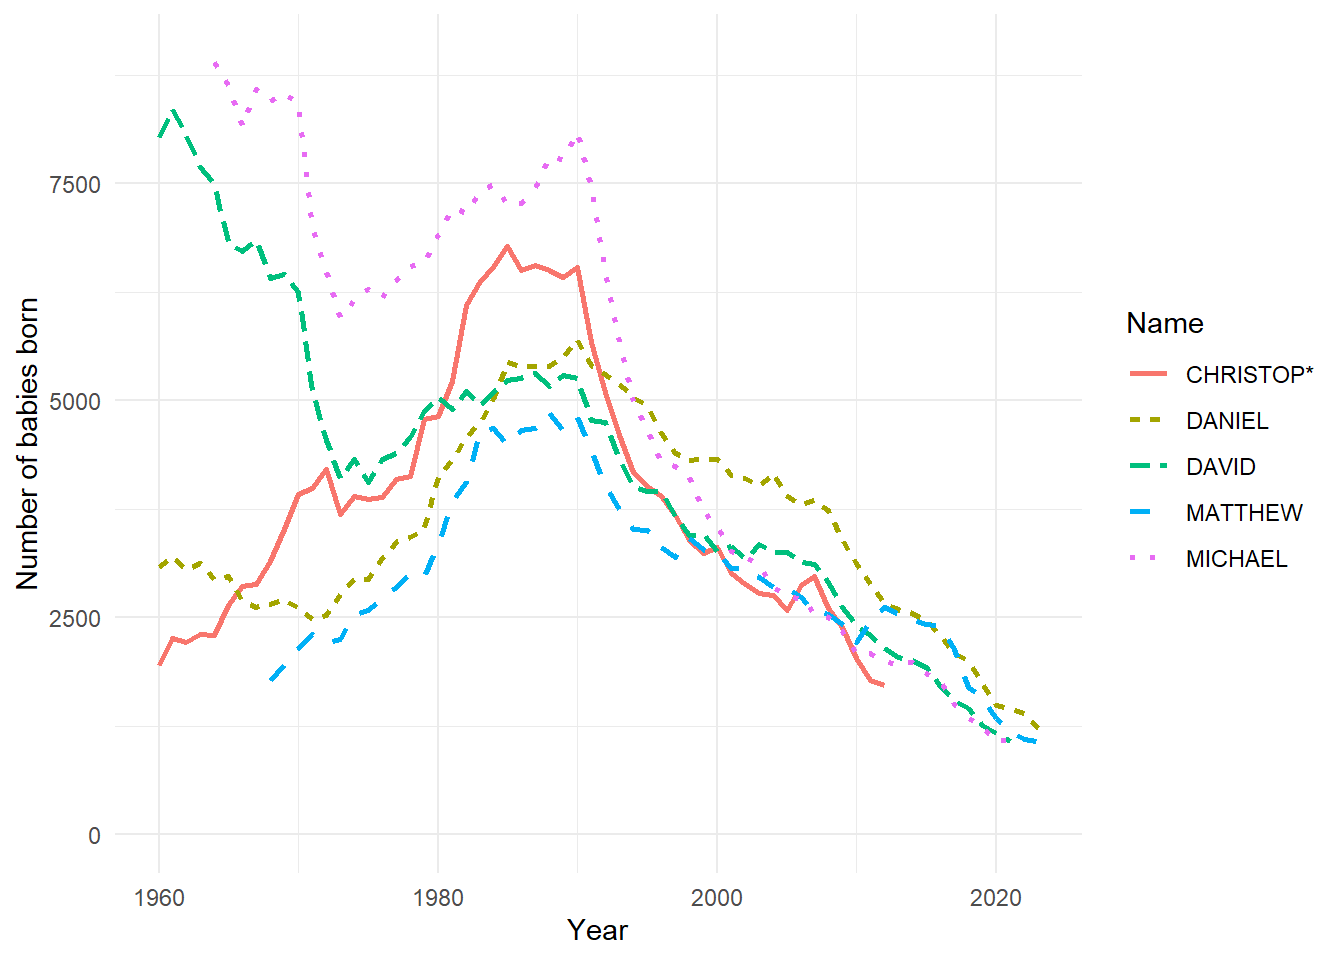 Number of babies born
7500
5000
2500
0
1960
1980
2000
2020
Year
Name
CHRISTOP*
DANIEL
DAVID
MATTHEW
MICHAEL